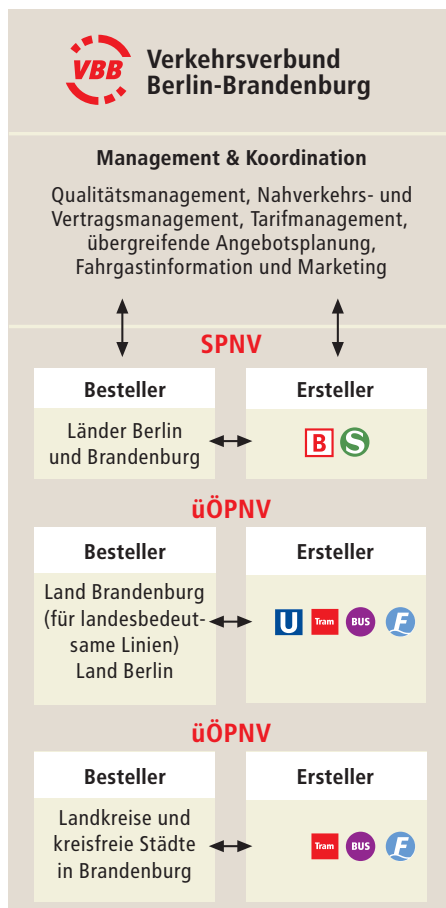 VBB
Verkehrsverbund
Berlin-Brandenburg
Management & Koordination
Qualitätsmanagement, Nahverkehrs- und
Vertragsmanagement, Tarifmanagement,
übergreifende Angebotsplanung,
Fahrgastinformation und Marketing
SPNV
Besteller
Länder Berlin
und Brandenburg
Ersteller
B S
üÖPNV
Besteller
Land Brandenburg
(für landesbedeut-
same Linien)
Land Berlin
Ersteller
U Tram BUS F
üÖPNV
Besteller
Landkreise und
kreisfreie Städte
in Brandenburg
Ersteller
Tram BUS F